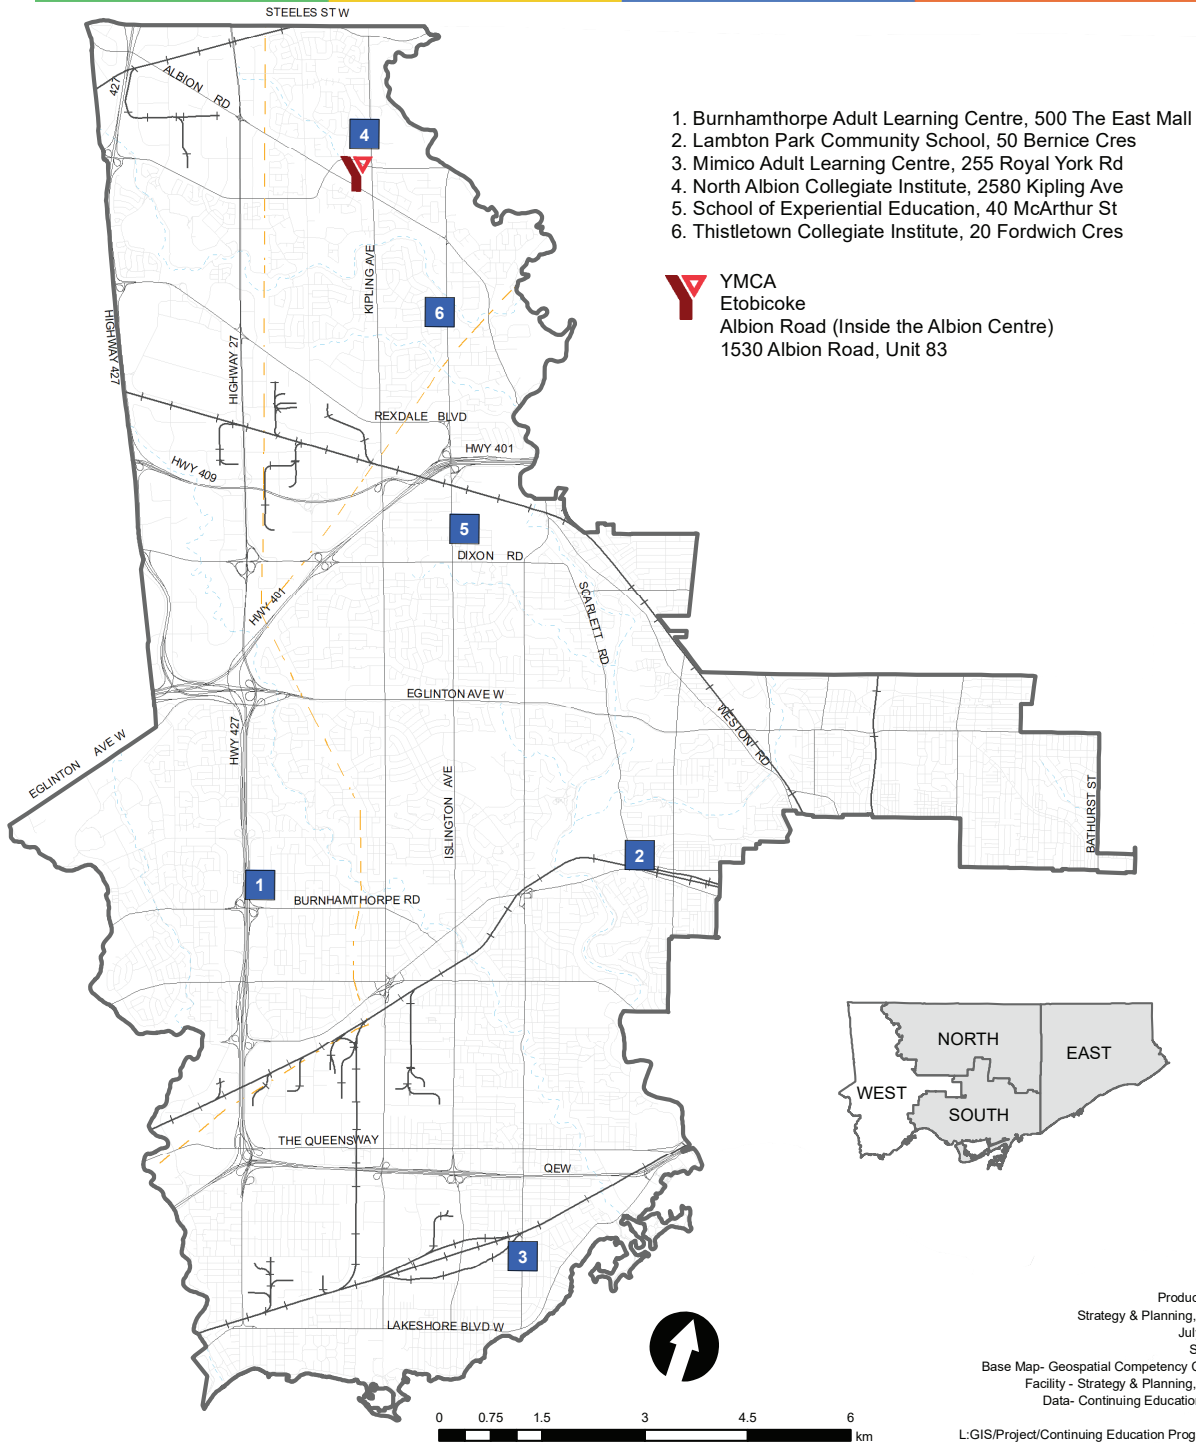 STEELES ST W
427
ALBION RD
4
1. Burnhamthorpe Adult Learning Centre, 500 The East Mall
2. Lambton Park Community School, 50 Bernice Cres
3. Mimico Adult Learning Centre, 255 Royal York Rd
4. North Albion Collegiate Institute, 2580 Kipling Ave
5. School of Experiential Education, 40 McArthur St
6. Thistletown Collegiate Institute, 20 Fordwich Cres
YMCA
Etobicoke
Albion Road (Inside the Albion Centre)
1530 Albion Road, Unit 83
KIPLING AVE
6
HIGHWAY 427
HIGHWAY 27
REXDALE BLVD
HWY 401
HWY 409
5
DIXON RD
HWY 401
SCARLETT RD
EGLINTON AVE W
WESTON RD
HWY 427
EGLINTON AVE W
ISLINGTON AVE
BATHURST ST
2
1
BURNHAMTHORPE RD
NORTH
EAST
WEST
SOUTH
THE QUEENSWAY
QEW
3
LAKESHORE BLVD W
Produc
Strategy & Planning,
July
S
Base Map- Geospatial Competency C
Facility - Strategy & Planning,
Data- Continuing Education
L:GIS/Project/Continuing Education Prog
0 0.75 1.5 3 4.5 6
km